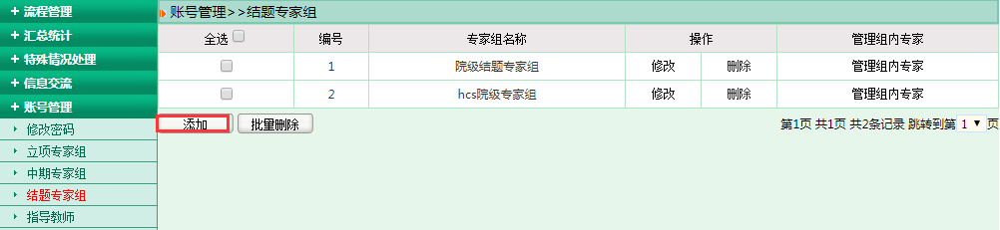 + 流程管理
+ 汇总统计
+ 特殊情况处理
+ 信息交流
+ 账号管理
修改密码
立项专家组
中期专家组
结题专家组
指导教师
账号管理>>结题专家组
全选 编号 专家组名称 操作 管理组内专家
1 院级结题专家组 修改 删除 管理组内专家
2 hcs院级专家组 修改 删除 管理组内专家
添加 批量删除 第1页 共1页 共2条记录 跳转到第 1 页